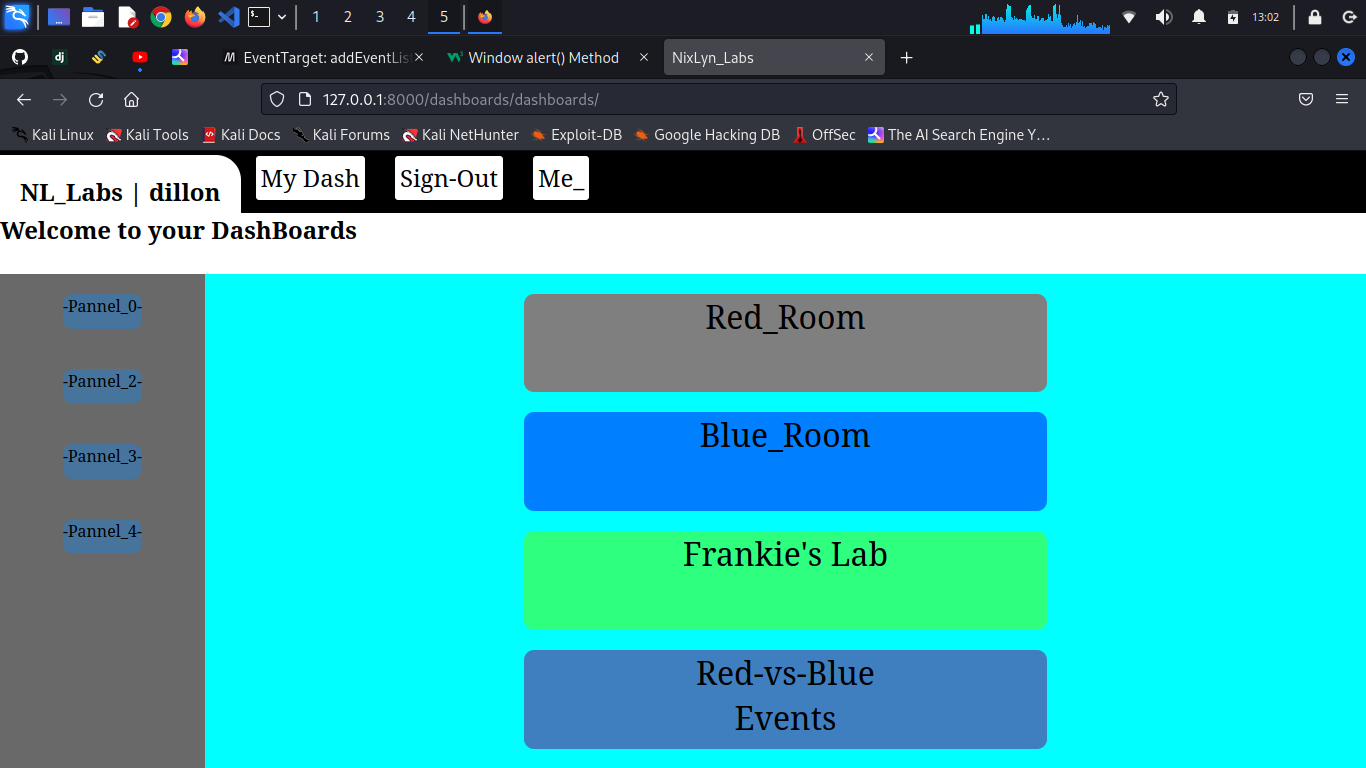 1 2 3 4 5 13:02
dj EventTarget: addEventLis Window alert() Method NixLyn_Labs
127.0.0.1:8000/dashboards/dashboards/
Kali Linux Kali Tools Kali Docs Kali Forums Kali NetHunter Exploit-DB Google Hacking DB OffSec The AI Search Engine Y…
NL_Labs | dillon My Dash Sign-Out Me_
Welcome to your DashBoards
-Pannel_0-
-Pannel_2-
-Pannel_3-
-Pannel_4-
Red_Room
Blue_Room
Frankie's Lab
Red-vs-Blue
Events